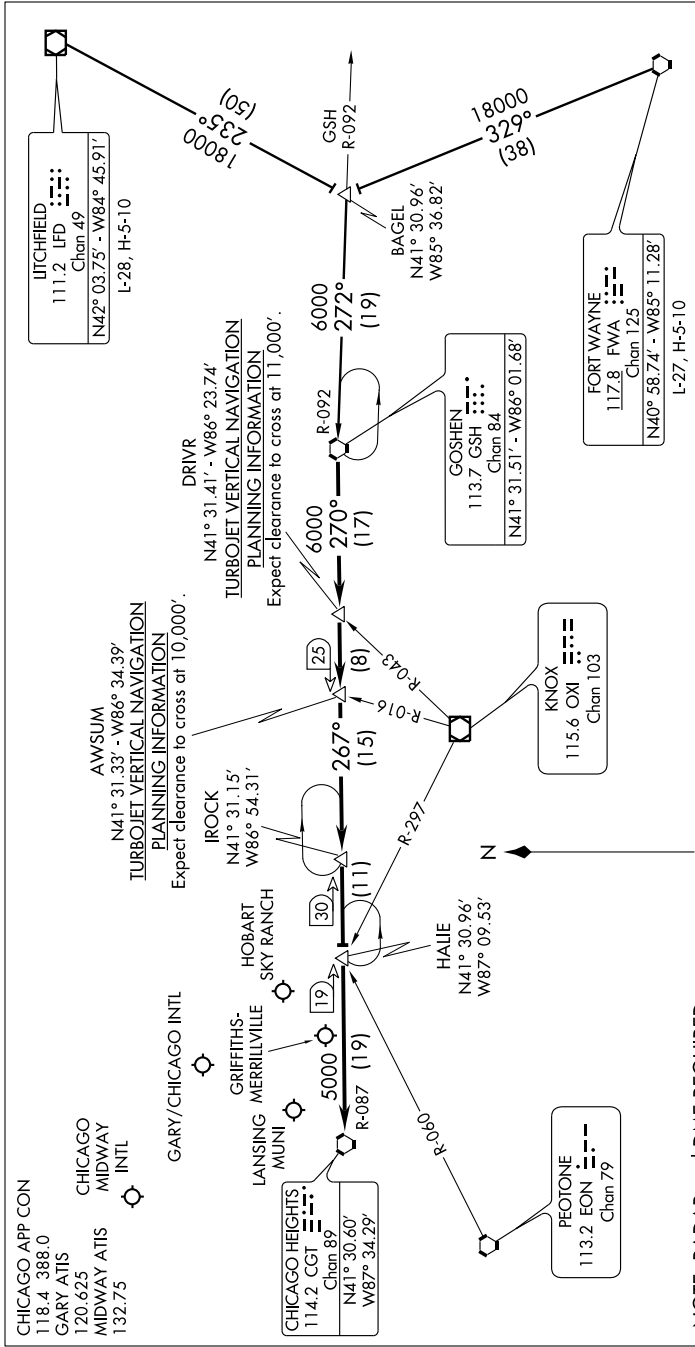 CHICAGO APP CON
118.4 388.0
GARY ATIS
120.625
MIDWAY ATIS
132.75
CHICAGO
MIDWAY
INTL
GARY/CHICAGO INTL
LANSING
MUNI
GRIFFITHS-
MERRILLVILLE
HOBART
SKY RANCH
CHICAGO HEIGHTS
114.2 CGT
Chan 89
N41° 30.60'
W87° 34.29'
R-087
5000
(19)
19
HALIE
N41° 30.96'
W87° 09.53'
30
(11)
IROCK
N41° 31.15'
W86° 54.31'
267°
(15)
AWSUM
N41° 31.33' - W86° 34.39'
TURBOJET VERTICAL NAVIGATION
PLANNING INFORMATION
Expect clearance to cross at 10,000'.
25
(8)
DRIVR
N41° 31.41' - W86° 23.74'
TURBOJET VERTICAL NAVIGATION
PLANNING INFORMATION
Expect clearance to cross at 11,000'.
6000
270°
(17)
R-092
6000
272°
(19)
GOSHEN
113.7 GSH
Chan 84
N41° 31.51' - W86° 01.68'
BAGEL
N41° 30.96'
W85° 36.82'
GSH
R-092
LITCHFIELD
111.2 LFD
Chan 49
N42° 03.75' - W84° 45.91'
L-28, H-5-10
18000
235°
(50)
18000
329°
(38)
FORT WAYNE
117.8 FWA
Chan 125
N40° 58.74' - W85° 11.28'
L-27, H-5-10
R-043
R-016
R-297
KNOX
115.6 OXI
Chan 103
N
R-060
PEOTONE
113.2 EON
Chan 79